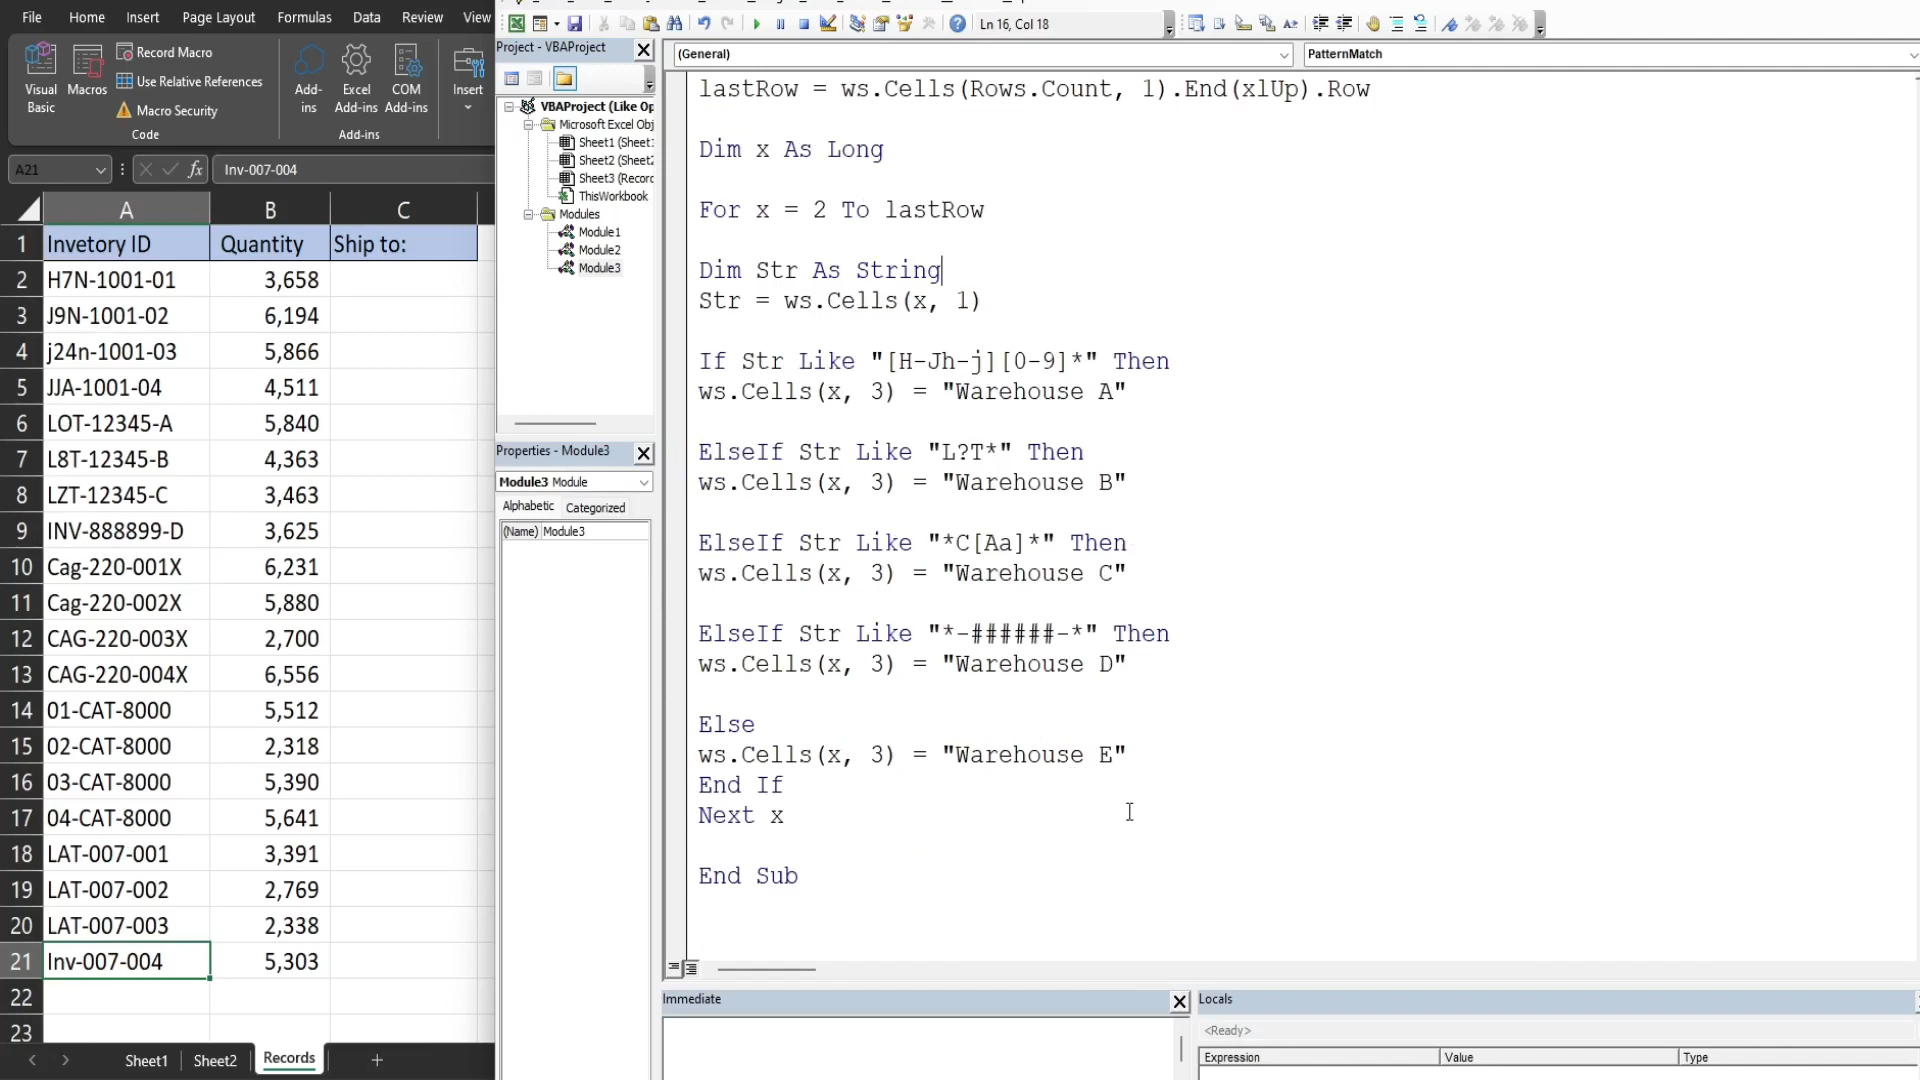 File Home Insert Page Layout Formulas Data Review View
Visual Basic
Macros
Record Macro
Use Relative References
Macro Security
Code
Add-ins
Excel Add-ins
COM Add-ins
Add-ins
Insert
A21
fx
Inv-007-004
A B C
1 Invetory ID Quantity Ship to:
2 H7N-1001-01 3,658
3 J9N-1001-02 6,194
4 j24n-1001-03 5,866
5 JJA-1001-04 4,511
6 LOT-12345-A 5,840
7 L8T-12345-B 4,363
8 LZT-12345-C 3,463
9 INV-888899-D 3,625
10 Cag-220-001X 6,231
11 Cag-220-002X 5,880
12 CAG-220-003X 2,700
13 CAG-220-004X 6,556
14 01-CAT-8000 5,512
15 02-CAT-8000 2,318
16 03-CAT-8000 5,390
17 04-CAT-8000 5,641
18 LAT-007-001 3,391
19 LAT-007-002 2,769
20 LAT-007-003 2,338
21 Inv-007-004 5,303
22
23
Sheet1 Sheet2 Records
Ln 16, Col 18
Project - VBAProject
VBAProject (Like Op
Microsoft Excel Obj
Sheet1 (Sheet1
Sheet2 (Sheet2
Sheet3 (Record
ThisWorkbook
Modules
Module1
Module2
Module3
Properties - Module3
Module3 Module
Alphabetic Categorized
(Name) Module3
(General) PatternMatch
lastRow = ws.Cells(Rows.Count, 1).End(xlUp).Row
Dim x As Long
For x = 2 To lastRow
Dim Str As String
Str = ws.Cells(x, 1)
If Str Like "[H-Jh-j][0-9]*" Then
ws.Cells(x, 3) = "Warehouse A"
ElseIf Str Like "L?T*" Then
ws.Cells(x, 3) = "Warehouse B"
ElseIf Str Like "*C[Aa]*" Then
ws.Cells(x, 3) = "Warehouse C"
ElseIf Str Like "*-######-*" Then
ws.Cells(x, 3) = "Warehouse D"
Else
ws.Cells(x, 3) = "Warehouse E"
End If
Next x
End Sub
Immediate
Locals
<Ready>
Expression Value Type